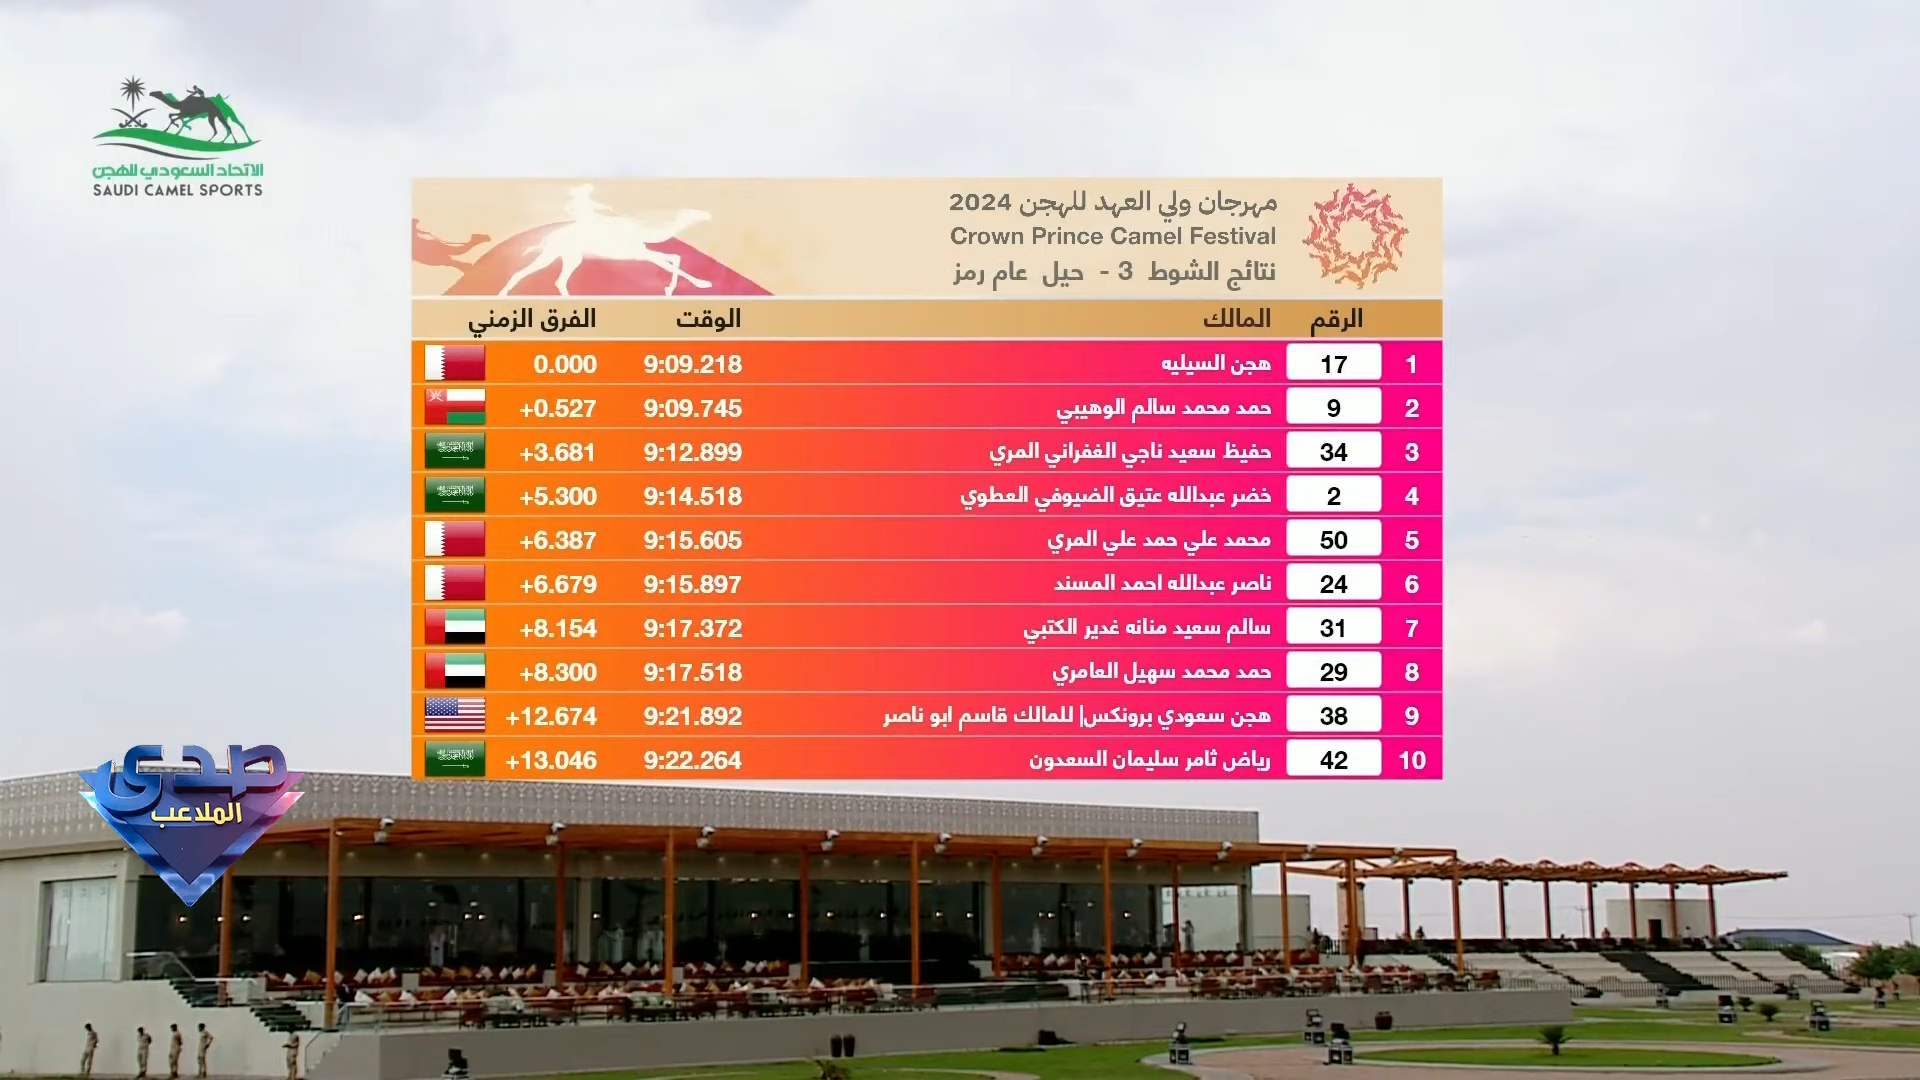 الاتحاد السعودي للهجن
SAUDI CAMEL SPORTS
مهرجان ولي العهد للهجن 2024
Crown Prince Camel Festival
نتائج الشوط 3 - حيل عام رمز
الرقم المالك الوقت الفرق الزمني
1 17 هجن السيليه 9:09.218 0.000
2 9 حمد محمد سالم الوهيبي 9:09.745 +0.527
3 34 حفيظ سعيد ناجي الغفراني المري 9:12.899 +3.681
4 2 خضر عبدالله عتيق الضيوفي العطوي 9:14.518 +5.300
5 50 محمد علي حمد علي المري 9:15.605 +6.387
6 24 ناصر عبدالله احمد المسند 9:15.897 +6.679
7 31 سالم سعيد منانه غدير الكتبي 9:17.372 +8.154
8 29 حمد محمد سهيل العامري 9:17.518 +8.300
9 38 هجن سعودي برونكس| للمالك قاسم ابو ناصر 9:21.892 +12.674
10 42 رياض ثامر سليمان السعدون 9:22.264 +13.046
صدى
الملاعب